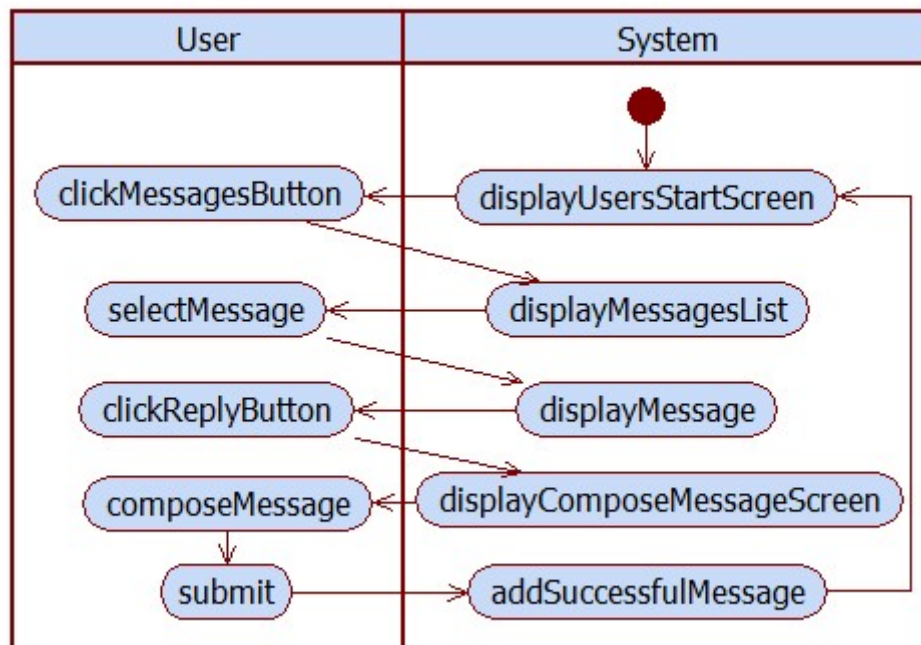 User
System
displayUsersStartScreen
clickMessagesButton
displayMessagesList
selectMessage
displayMessage
clickReplyButton
displayComposeMessageScreen
composeMessage
submit
addSuccessfulMessage